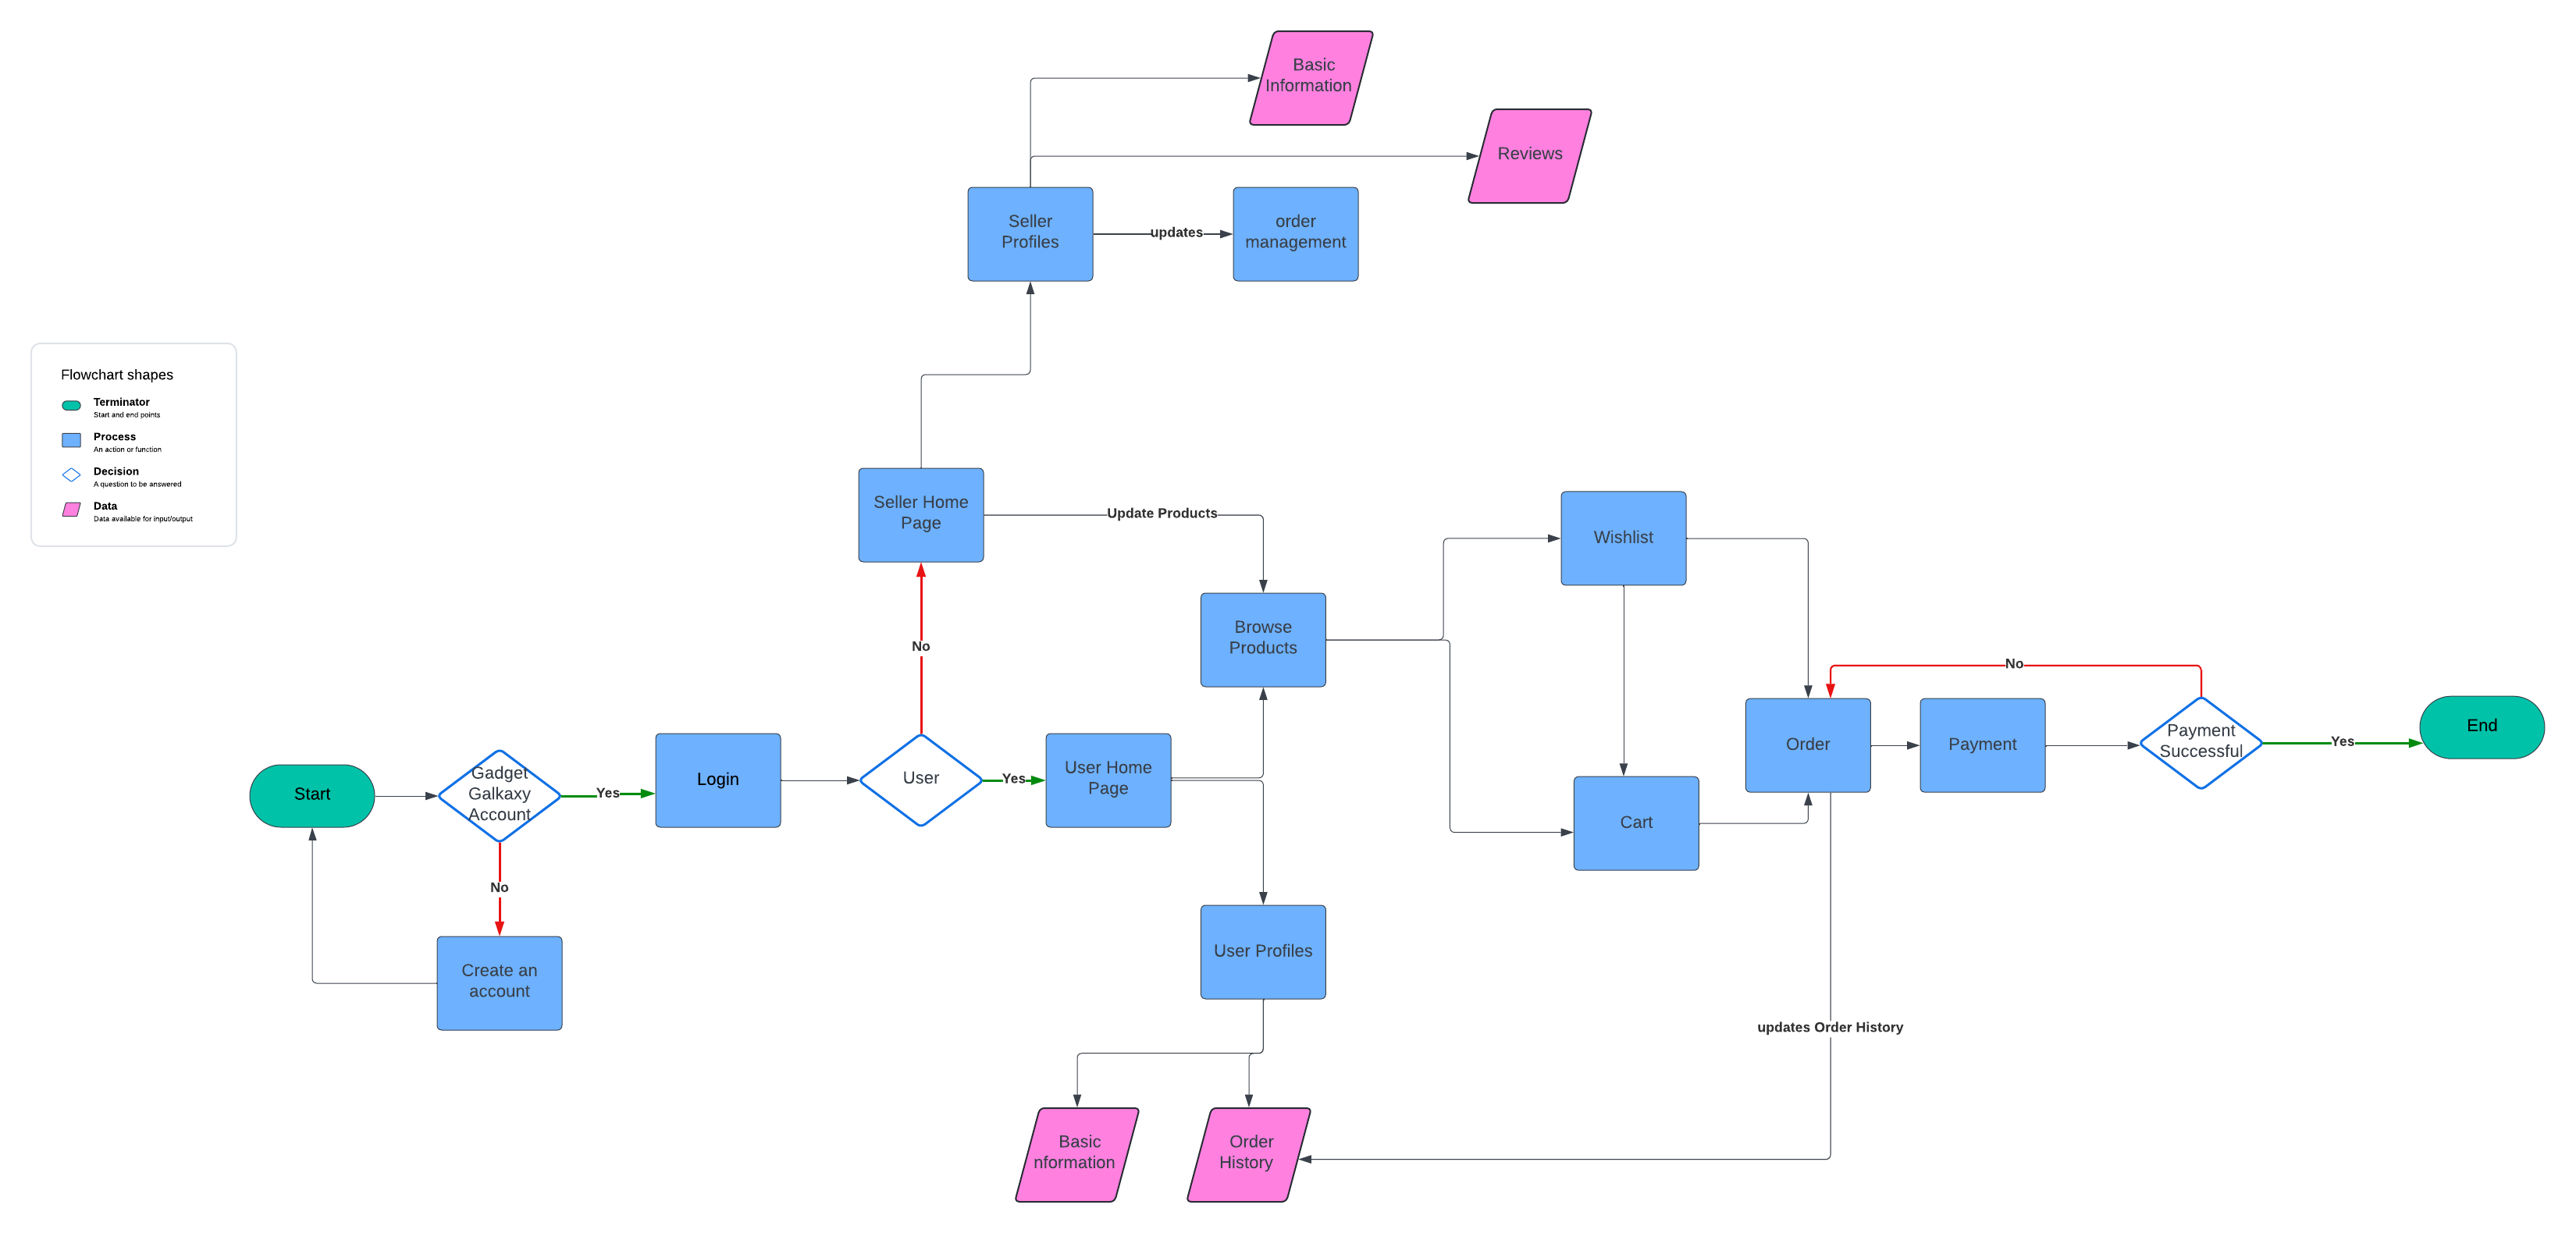 Basic
Information
Reviews
Seller
Profiles
updates
order
management
Flowchart shapes
Terminator
Start and end points
Process
An action or function
Decision
A question to be answered
Data
Data available for input/output
Seller Home
Page
Update Products
Wishlist
Browse
Products
No
No
Start
Gadget
Galkaxy
Account
Yes
Login
User
Yes
User Home
Page
Order
Payment
Payment
Successful
Yes
End
Cart
No
Create an
account
User Profiles
updates Order History
Basic
nformation
Order
History